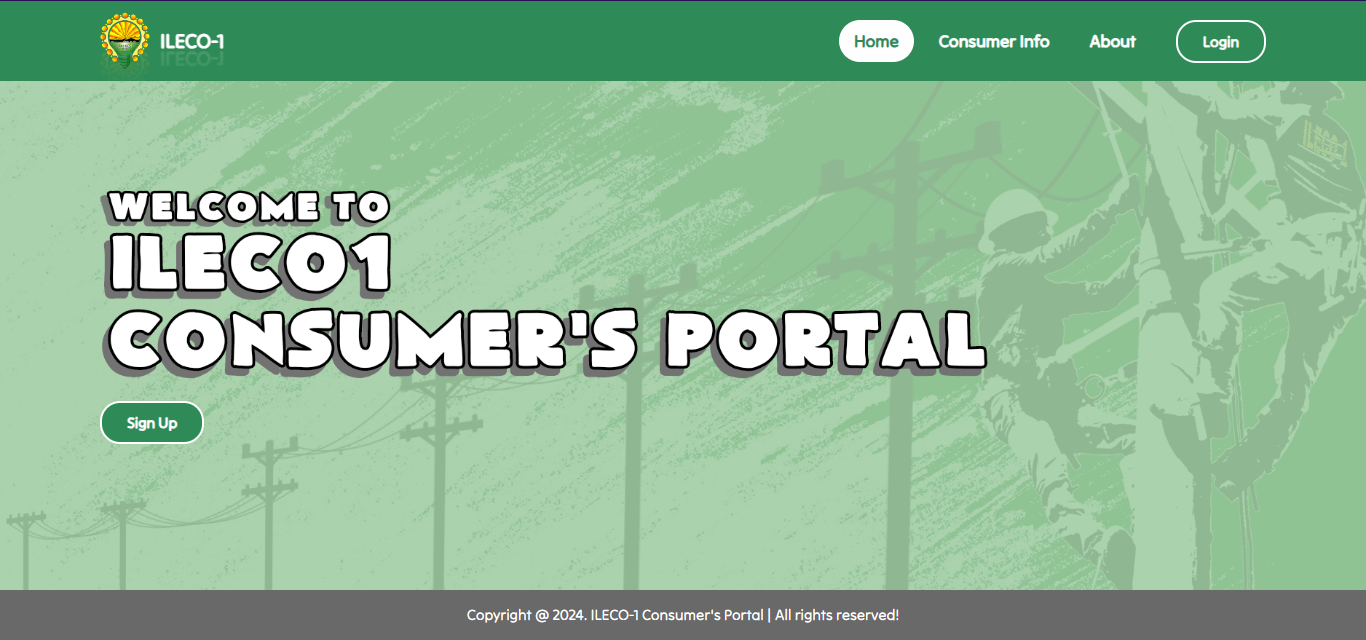 ILECO-1
Home
Consumer Info
About
Login
WELCOME TO
ILECO1
CONSUMER'S PORTAL
Sign Up
Copyright @ 2024. ILECO-1 Consumer's Portal | All rights reserved!